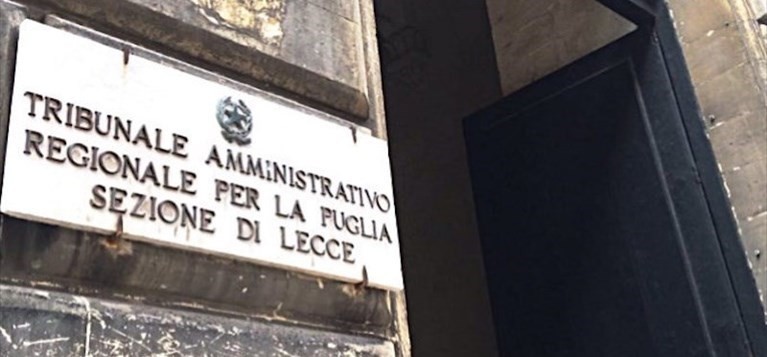 TRIBUNALE AMMINISTRATIVO
REGIONALE PER LA PUGLIA
SEZIONE DI LECCE